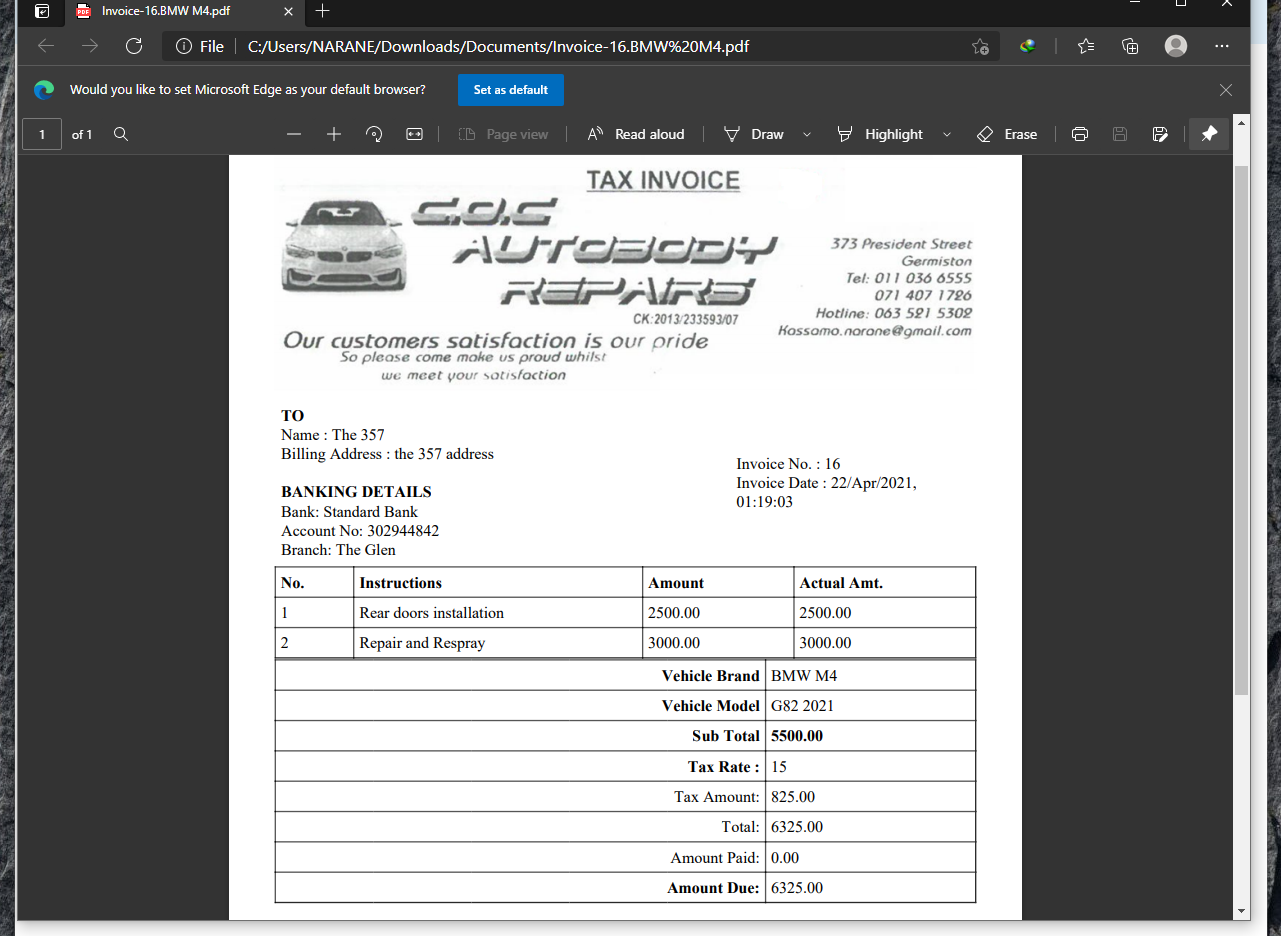 Invoice-16.BMW M4.pdf
File
C:/Users/NARANE/Downloads/Documents/Invoice-16.BMW%20M4.pdf
Would you like to set Microsoft Edge as your default browser?
Set as default
1 of 1
Page view
Read aloud
Draw
Highlight
Erase
TAX INVOICE
C.O.C
AUTOBODY
REPAIRS
CK:2013/233593/07
Our customers satisfaction is our pride
So please come make us proud whilst
we meet your satisfaction
373 President Street
Germiston
Tel: 011 036 6555
071 407 1726
Hotline: 063 521 5302
Kassamo.narane@gmail.com
TO
Name : The 357
Billing Address : the 357 address
Invoice No. : 16
Invoice Date : 22/Apr/2021,
01:19:03
BANKING DETAILS
Bank: Standard Bank
Account No: 302944842
Branch: The Glen
No. Instructions Amount Actual Amt.
1 Rear doors installation 2500.00 2500.00
2 Repair and Respray 3000.00 3000.00
Vehicle Brand BMW M4
Vehicle Model G82 2021
Sub Total 5500.00
Tax Rate : 15
Tax Amount: 825.00
Total: 6325.00
Amount Paid: 0.00
Amount Due: 6325.00